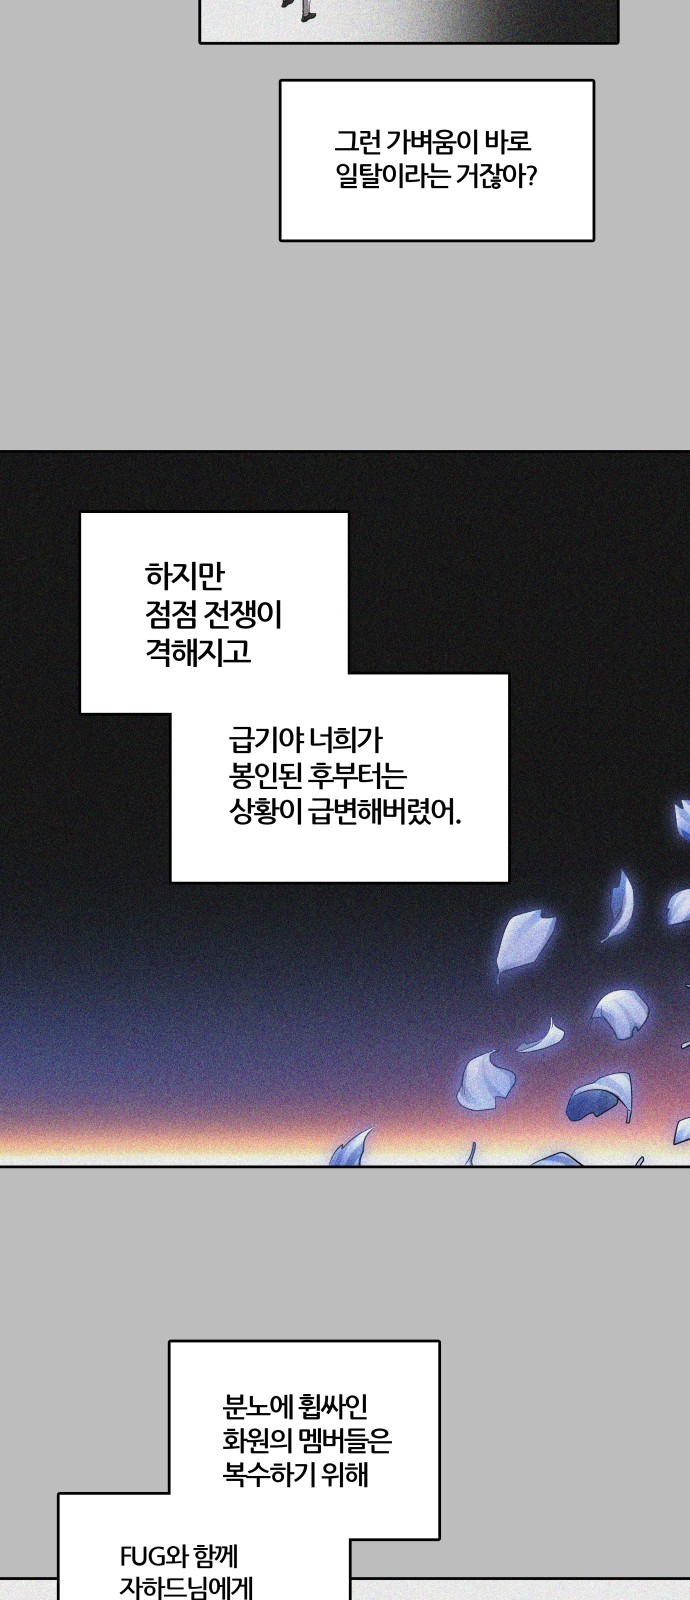 그런 가벼움이 바로
일탈이라는 거잖아?
하지만
점점 전쟁이
격해지고
급기야 너희가
봉인된 후부터는
상황이 급변해버렸어.
분노에 휩싸인
화원의 멤버들은
복수하기 위해
FUG와 함께
자하드님에게